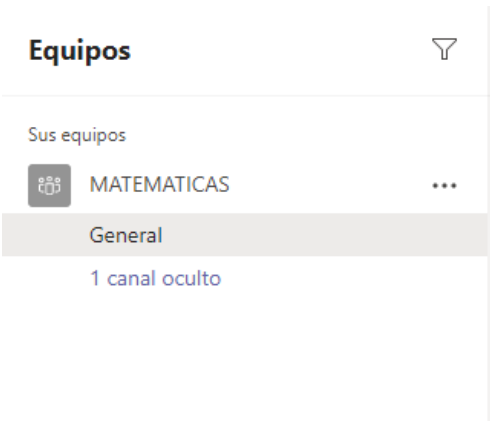 Equipos
Sus equipos
MATEMATICAS
General
1 canal oculto